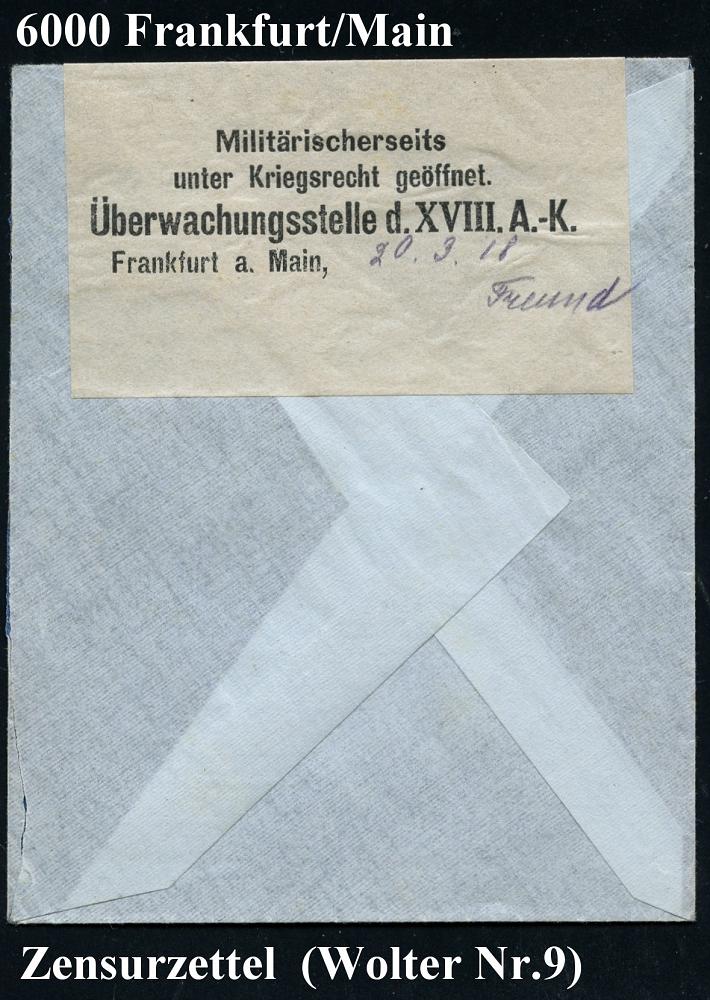 6000 Frankfurt/Main
Militärischerseits
unter Kriegsrecht geöffnet.
Überwachungsstelle d. XVIII. A.-K.
Frankfurt a. Main, 20. 3. 18
Freund
Zensurzettel (Wolter Nr.9)